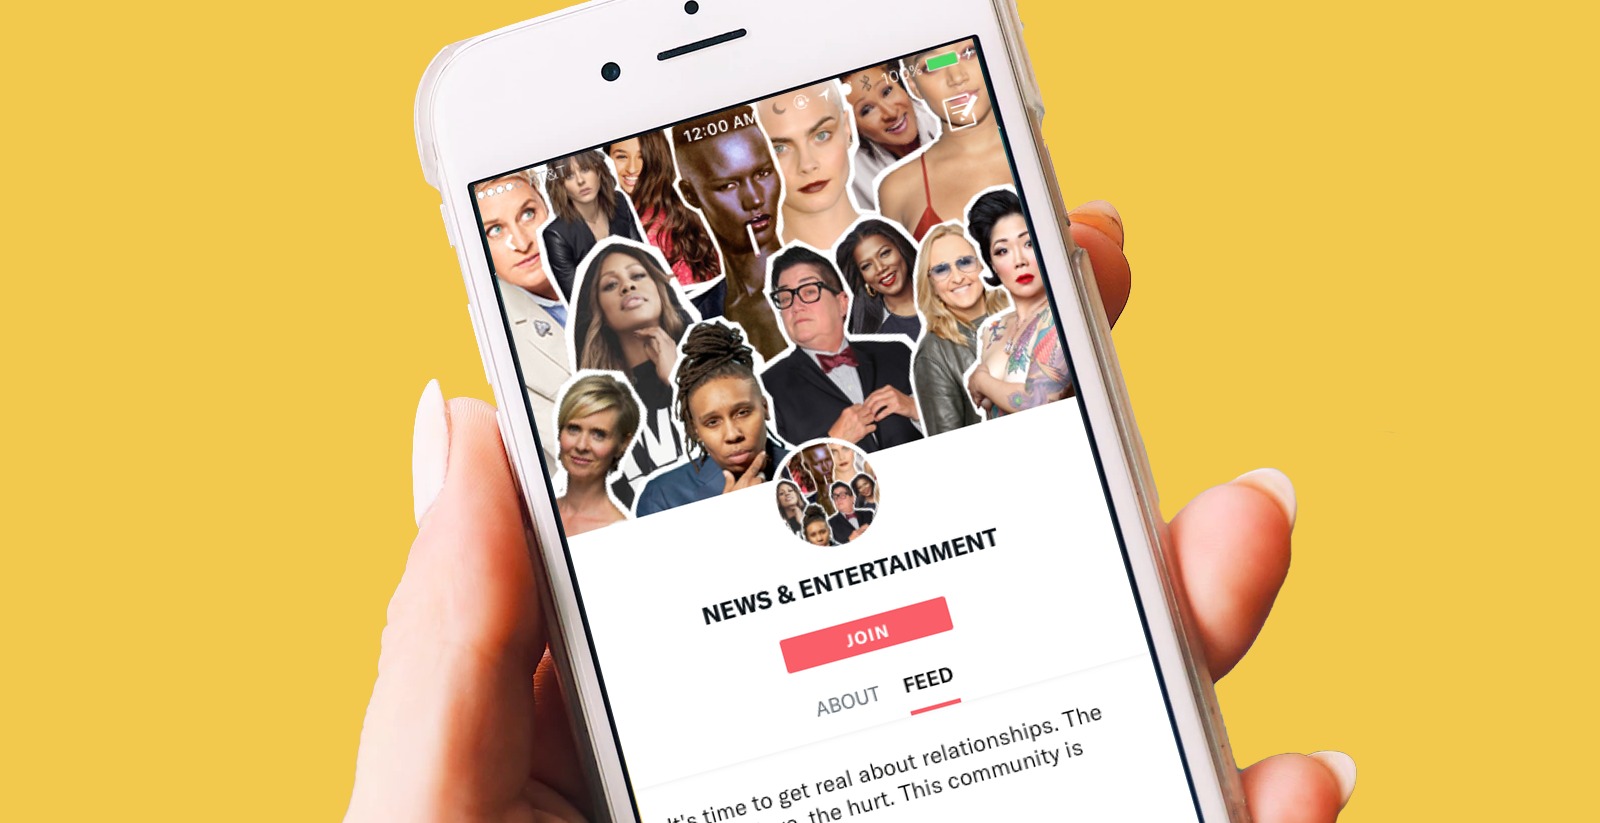 AT&T
12:00 AM
100%
NEWS & ENTERTAINMENT
JOIN
ABOUT FEED
It's time to get real about relationships. The
the hurt. This community is